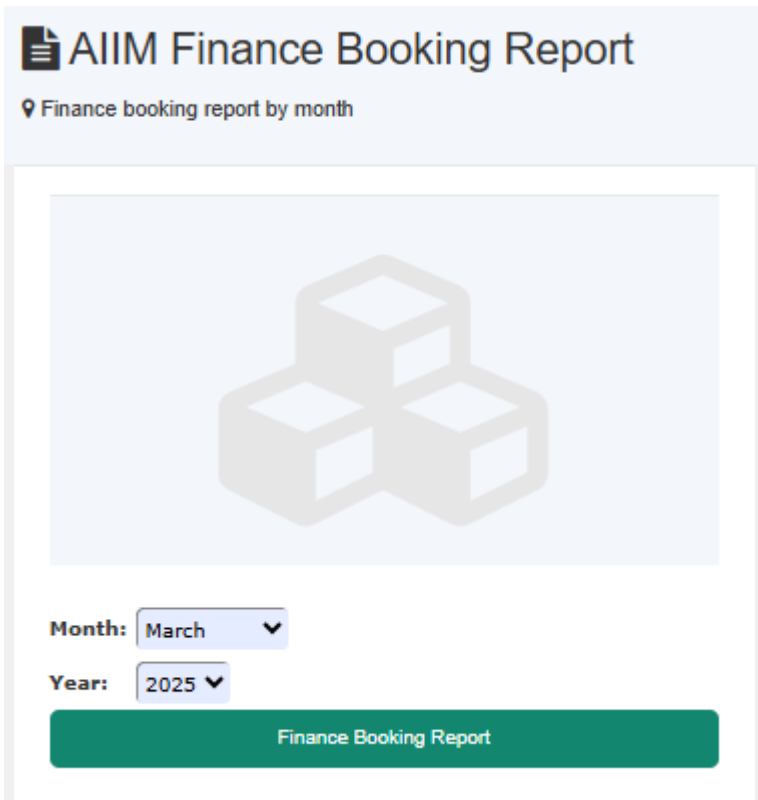 AIIM Finance Booking Report
Finance booking report by month
Month: March
Year: 2025
Finance Booking Report